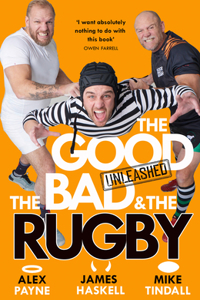 'I want absolutely
nothing to do with
this book'
OWEN FARRELL
THE
GOOD
UNLEASHED
THE
BAD & THE
RUGBY
ALEX
PAYNE
JAMES
HASKELL
MIKE
TINDALL